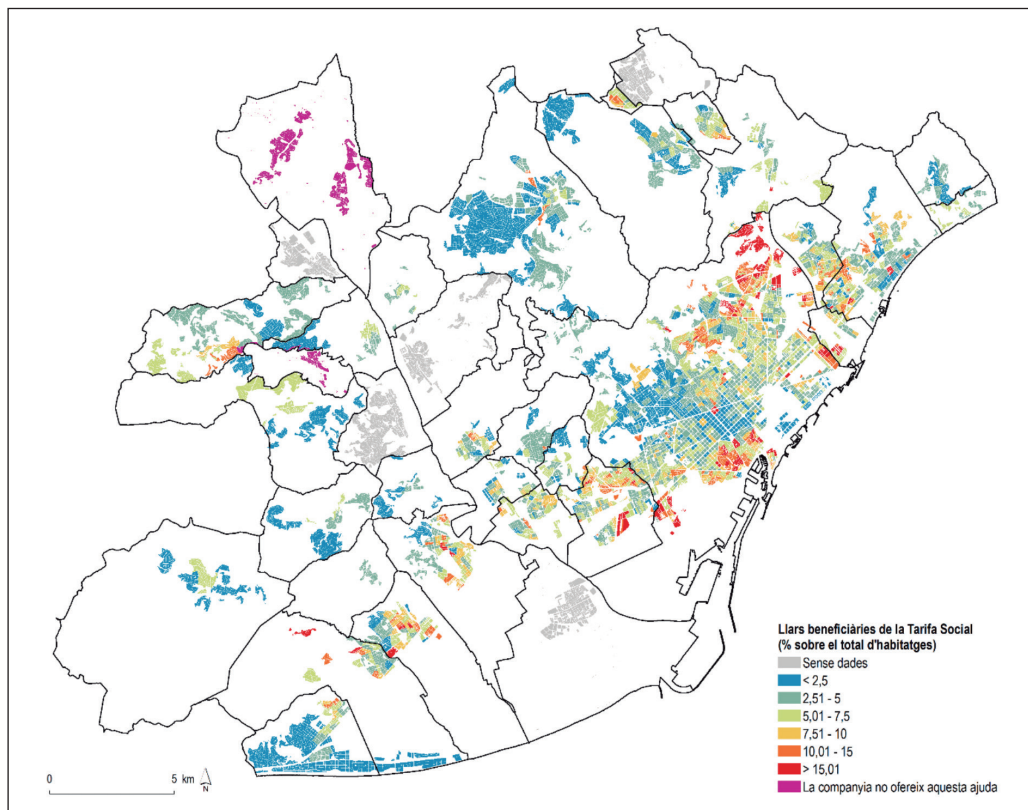 Llars beneficiàries de la Tarifa Social
(% sobre el total d'habitatges)
Sense dades
< 2,5
2,51 - 5
5,01 - 7,5
7,51 - 10
10,01 - 15
> 15,01
La companyia no ofereix aquesta ajuda
0 5 km
N